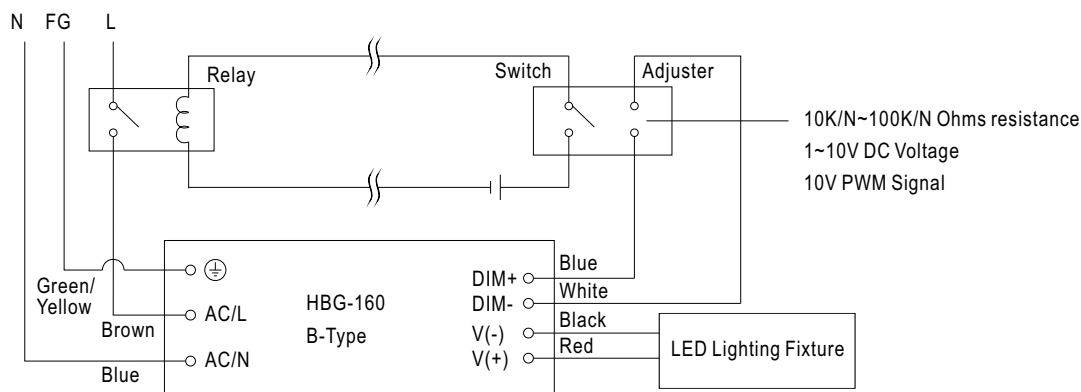 N FG L
Relay
Switch
Adjuster
10K/N~100K/N Ohms resistance
1~10V DC Voltage
10V PWM Signal
Green/
Yellow
Brown
Blue
AC/L
AC/N
HBG-160
B-Type
DIM+
DIM-
V(-)
V(+)
Blue
White
Black
Red
LED Lighting Fixture